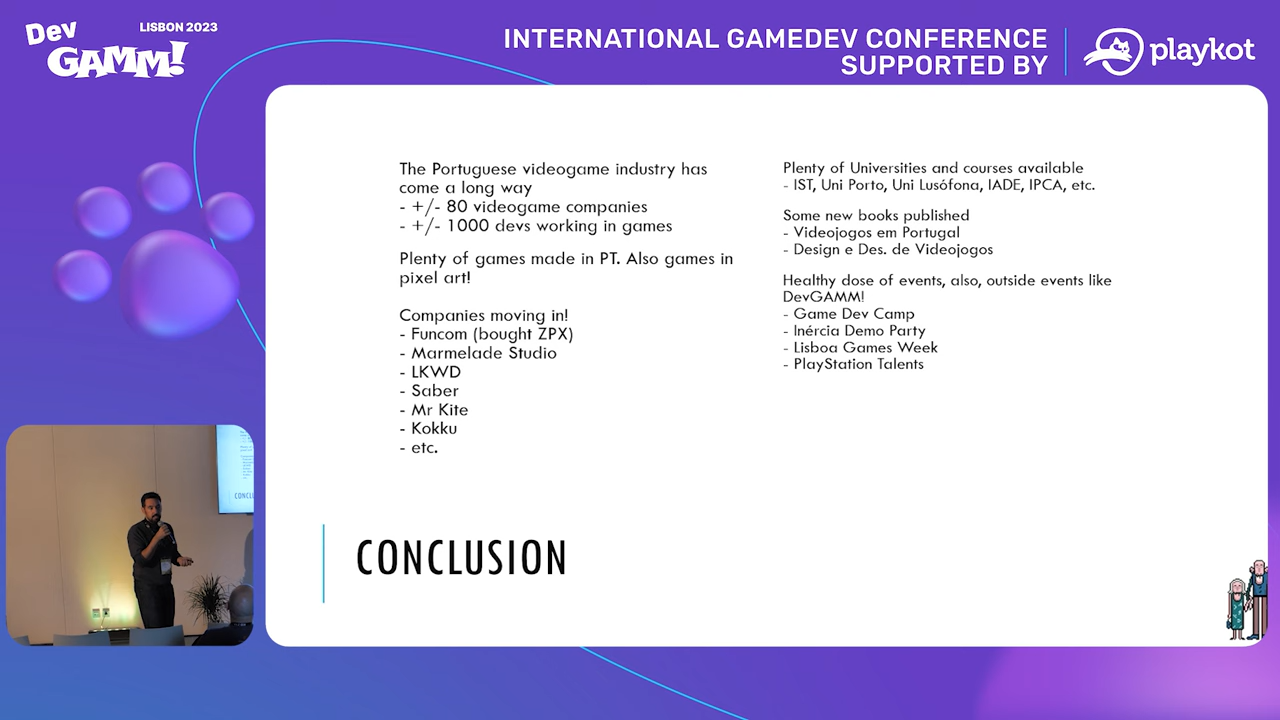 Dev
GAMM!
LISBON 2023
INTERNATIONAL GAMEDEV CONFERENCE
SUPPORTED BY
playkot
The Portuguese videogame industry has
come a long way
- +/- 80 videogame companies
- +/- 1000 devs working in games
Plenty of games made in PT. Also games in
pixel art!
Companies moving in!
- Funcom (bought ZPX)
- Marmelade Studio
- LKWD
- Saber
- Mr Kite
- Kokku
- etc.
Plenty of Universities and courses available
- IST, Uni Porto, Uni Lusófona, IADE, IPCA, etc.
Some new books published
- Videojogos em Portugal
- Design e Des. de Videojogos
Healthy dose of events, also, outside events like
DevGAMM!
- Game Dev Camp
- Inércia Demo Party
- Lisboa Games Week
- PlayStation Talents
CONCLUSION